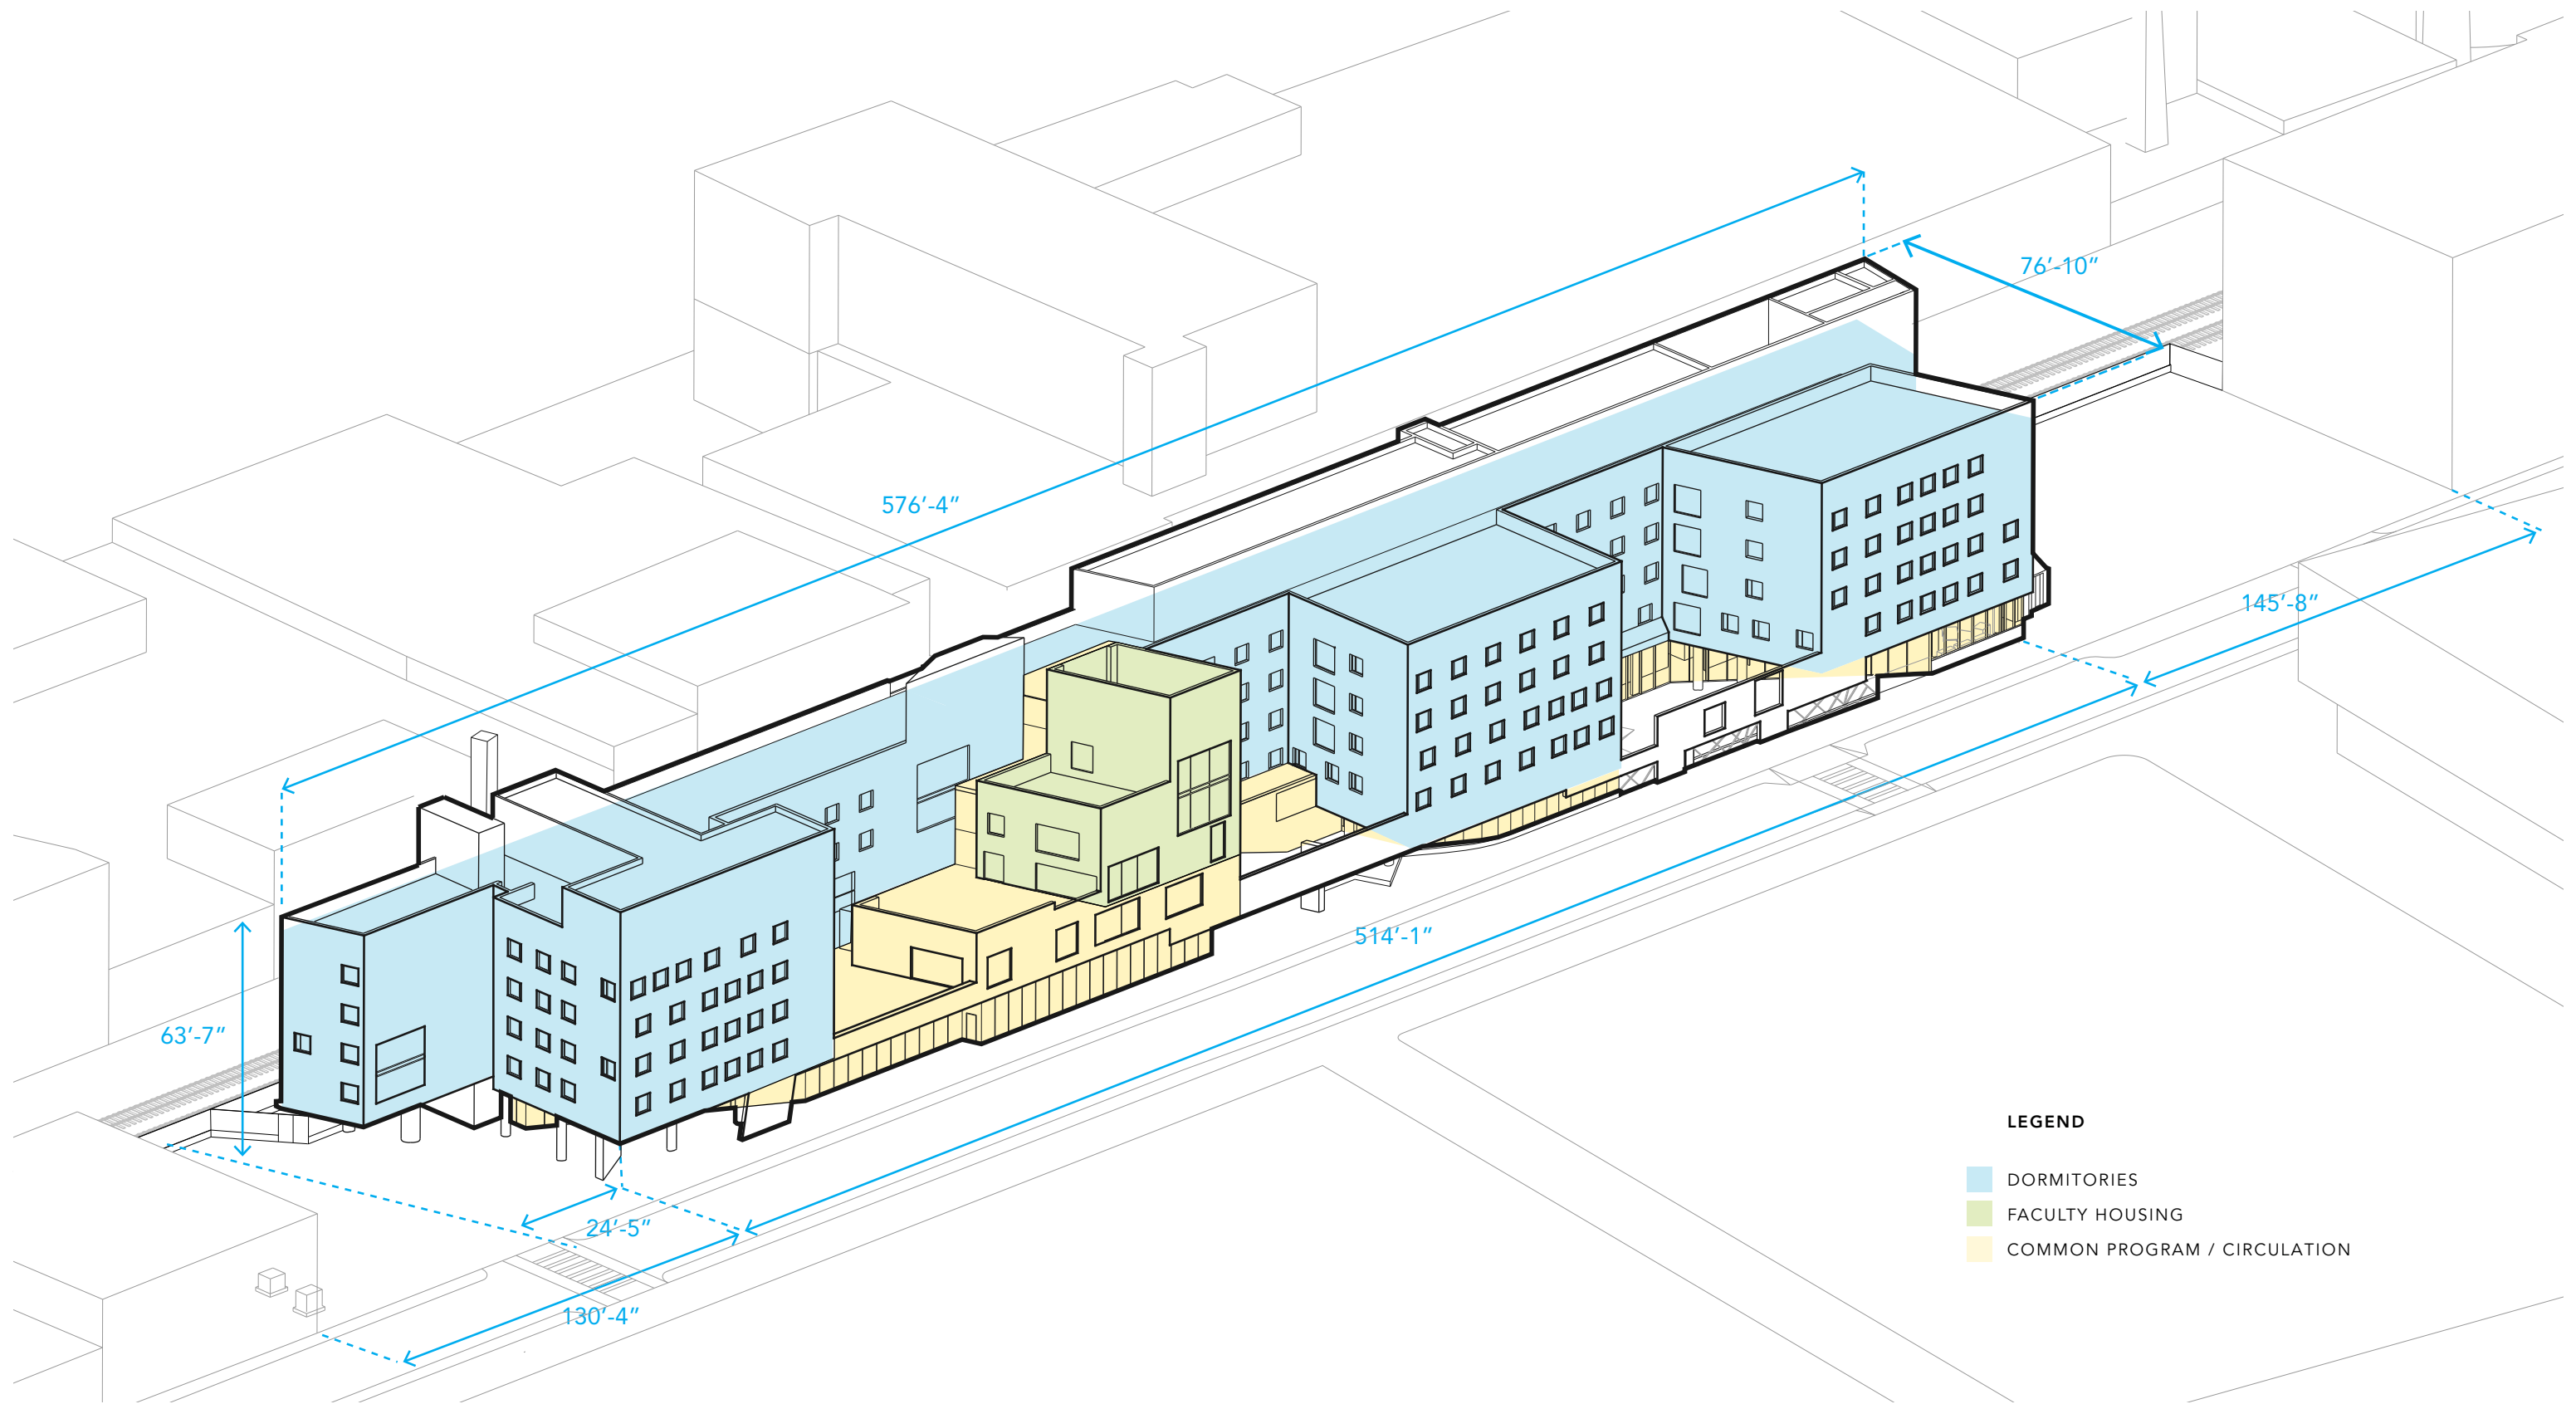 76’-10”
576’-4”
145’-8”
514’-1”
63’-7”
24’-5”
130’-4”
LEGEND
DORMITORIES
FACULTY HOUSING
COMMON PROGRAM / CIRCULATION